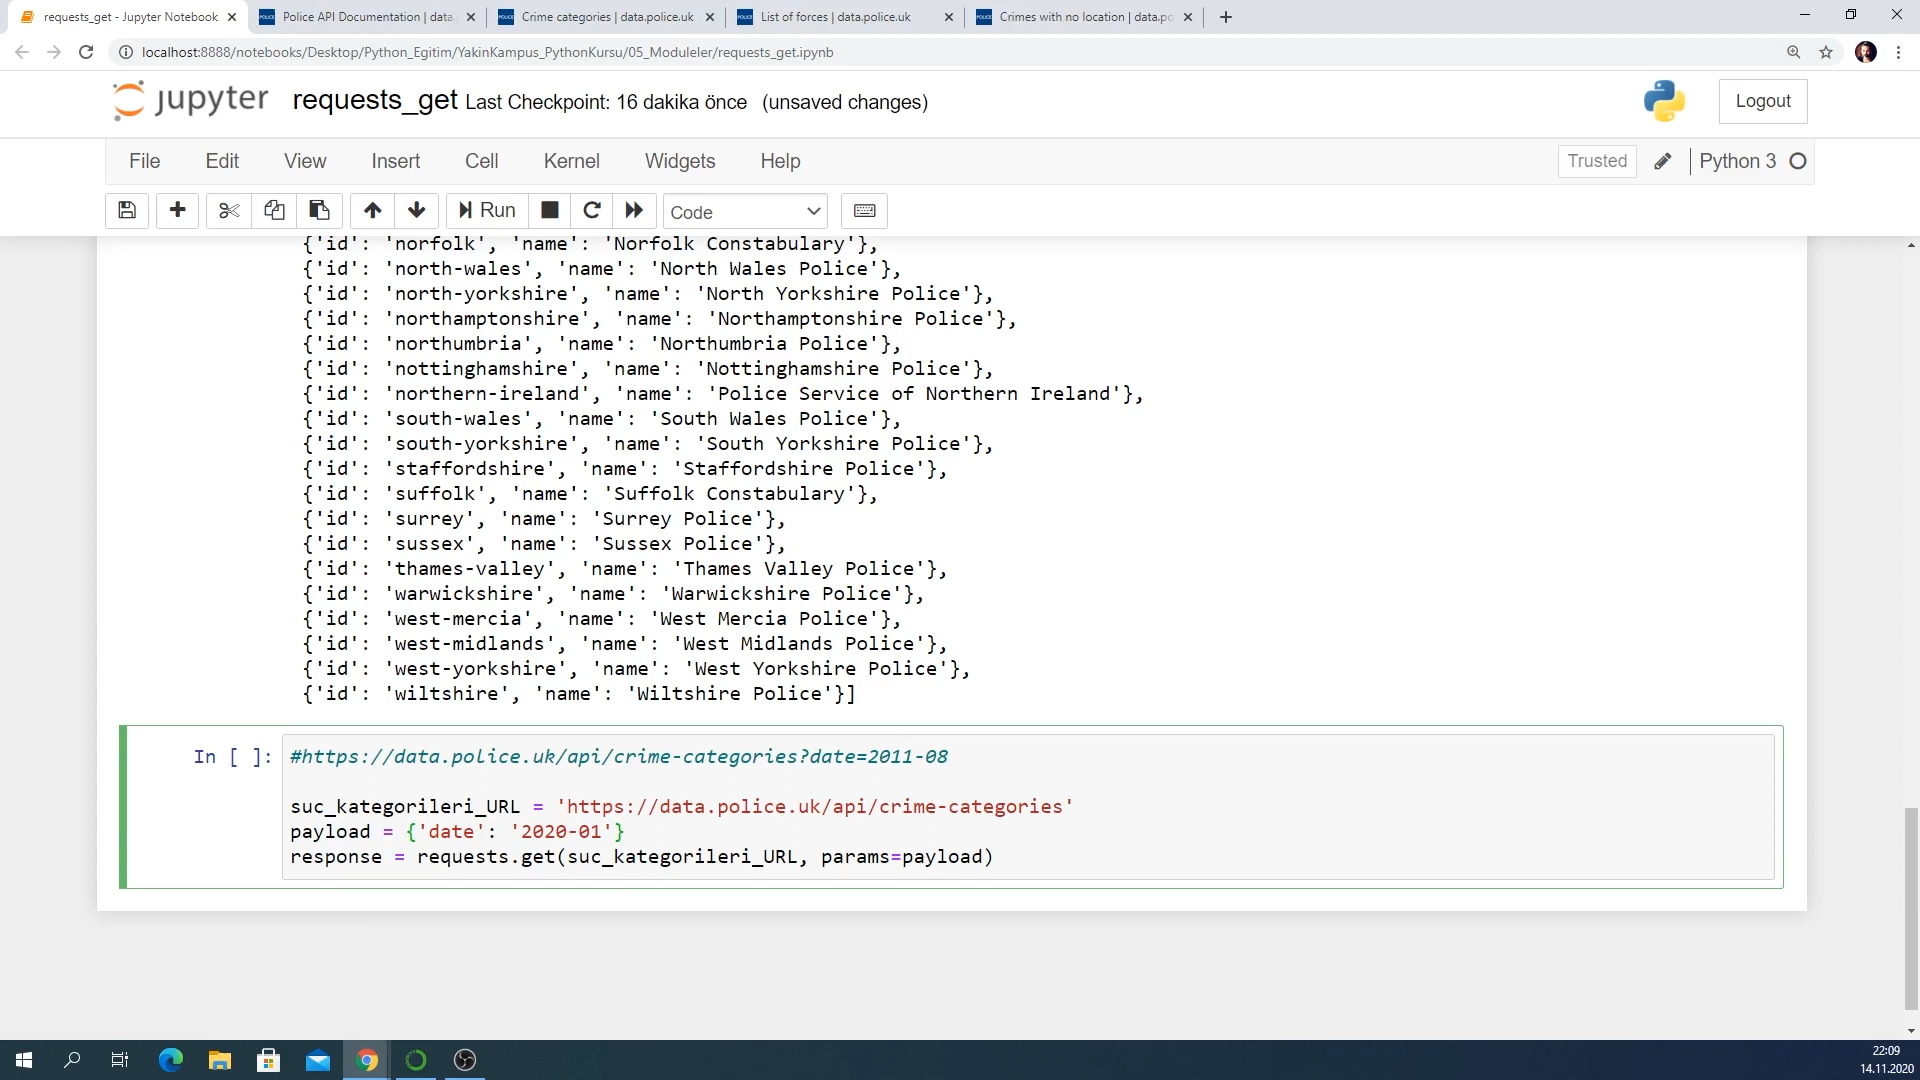 requests_get - Jupyter Notebook
Police API Documentation | data.
Crime categories | data.police.uk
List of forces | data.police.uk
Crimes with no location | data.po
localhost:8888/notebooks/Desktop/Python_Egitim/YakinKampus_PythonKursu/05_Moduleler/requests_get.ipynb
jupyter requests_get Last Checkpoint: 16 dakika önce (unsaved changes)
Logout
File Edit View Insert Cell Kernel Widgets Help
Trusted
Python 3
Run
Code
{'id': 'norfolk', 'name': 'Norfolk Constabulary'},
{'id': 'north-wales', 'name': 'North Wales Police'},
{'id': 'north-yorkshire', 'name': 'North Yorkshire Police'},
{'id': 'northamptonshire', 'name': 'Northamptonshire Police'},
{'id': 'northumbria', 'name': 'Northumbria Police'},
{'id': 'nottinghamshire', 'name': 'Nottinghamshire Police'},
{'id': 'northern-ireland', 'name': 'Police Service of Northern Ireland'},
{'id': 'south-wales', 'name': 'South Wales Police'},
{'id': 'south-yorkshire', 'name': 'South Yorkshire Police'},
{'id': 'staffordshire', 'name': 'Staffordshire Police'},
{'id': 'suffolk', 'name': 'Suffolk Constabulary'},
{'id': 'surrey', 'name': 'Surrey Police'},
{'id': 'sussex', 'name': 'Sussex Police'},
{'id': 'thames-valley', 'name': 'Thames Valley Police'},
{'id': 'warwickshire', 'name': 'Warwickshire Police'},
{'id': 'west-mercia', 'name': 'West Mercia Police'},
{'id': 'west-midlands', 'name': 'West Midlands Police'},
{'id': 'west-yorkshire', 'name': 'West Yorkshire Police'},
{'id': 'wiltshire', 'name': 'Wiltshire Police'}]
In [ ]: #https://data.police.uk/api/crime-categories?date=2011-08
suc_kategorileri_URL = 'https://data.police.uk/api/crime-categories'
payload = {'date': '2020-01'}
response = requests.get(suc_kategorileri_URL, params=payload)
22:09
14.11.2020